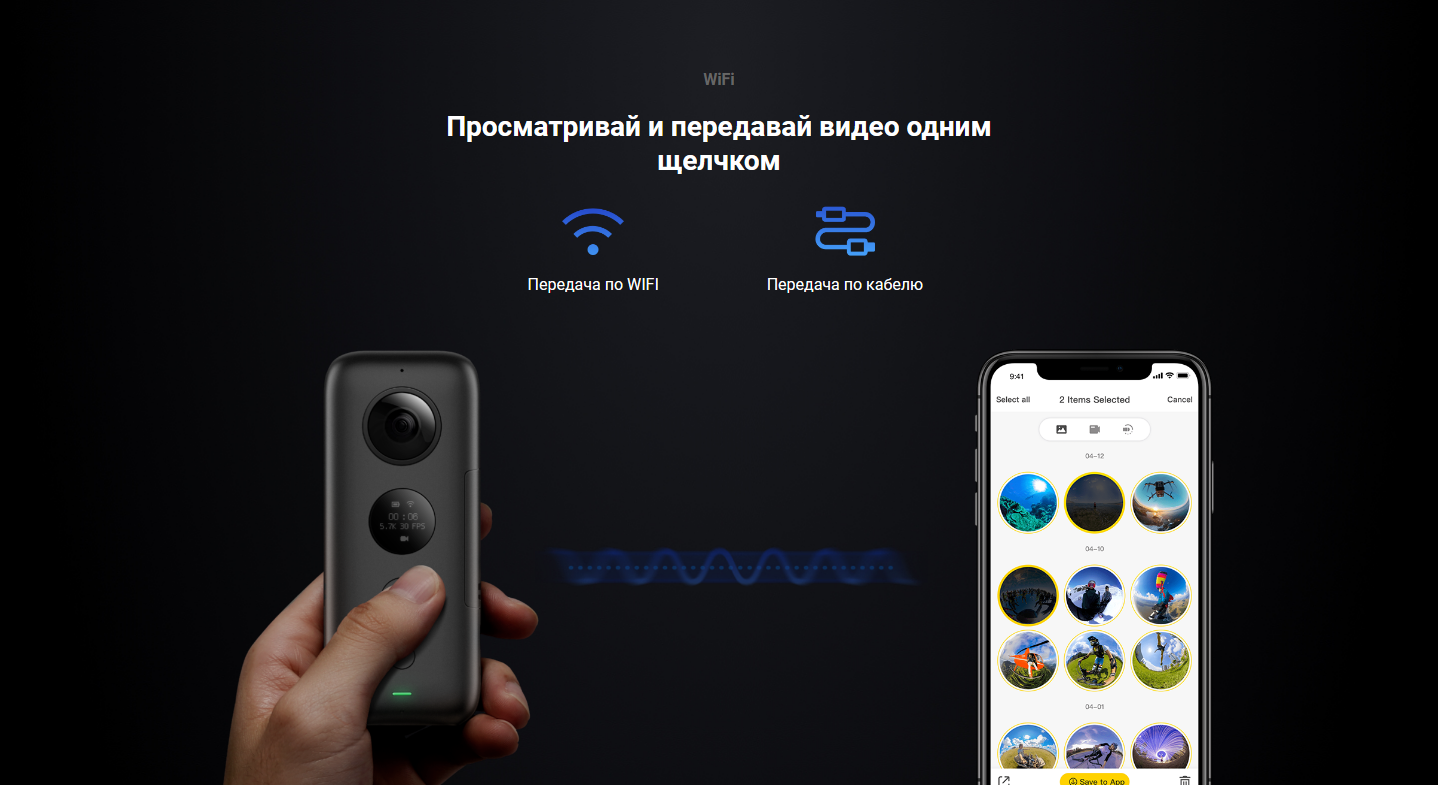 WiFi
Просматривай и передавай видео одним
щелчком
Передача по WIFI
Передача по кабелю
9:41
Select all 2 Items Selected Cancel
04-12
00:06
5.7K 30 FPS
04-10
04-01
Save to App